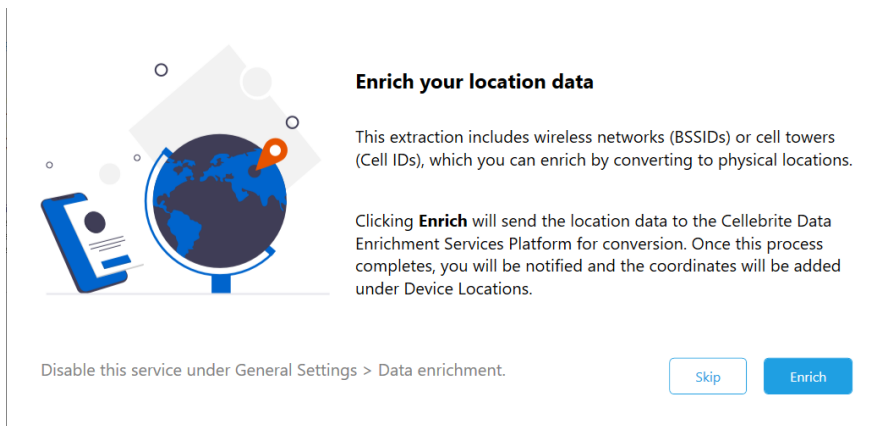 Enrich your location data
This extraction includes wireless networks (BSSIDs) or cell towers
(Cell IDs), which you can enrich by converting to physical locations.
Clicking Enrich will send the location data to the Cellebrite Data
Enrichment Services Platform for conversion. Once this process
completes, you will be notified and the coordinates will be added
under Device Locations.
Disable this service under General Settings > Data enrichment.
Skip
Enrich